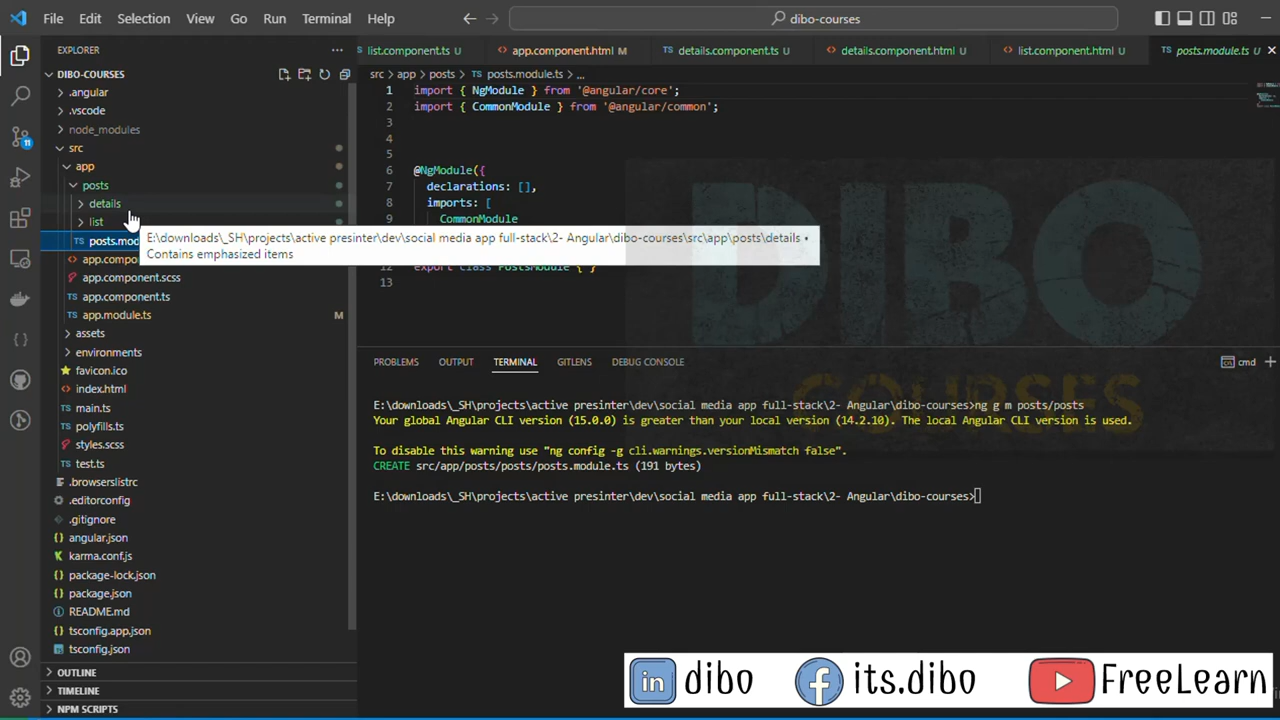 File Edit Selection View Go Run Terminal Help
dibo-courses
EXPLORER
list.component.ts
app.component.html M
details.component.ts U
details.component.html U
list.component.html U
posts.module.ts U
DIBO-COURSES
src > app > posts > TS posts.module.ts > ...
.angular
.vscode
node_modules
src
app
posts
details
list
posts.mod
app.compo
app.component.scss
TS app.component.ts
TS app.module.ts M
assets
environments
favicon.ico
index.html
TS main.ts
TS polyfills.ts
styles.scss
TS test.ts
.browserslistrc
.editorconfig
.gitignore
angular.json
karma.conf.js
package-lock.json
package.json
README.md
tsconfig.app.json
tsconfig.json
OUTLINE
TIMELINE
NPM SCRIPTS
1 import { NgModule } from '@angular/core';
2 import { CommonModule } from '@angular/common';
3
4
5
6 @NgModule({
7 declarations: [],
8 imports: [
9 CommonModule
E:\downloads\_SH\projects\active presinter\dev\social media app full-stack\2- Angular\dibo-courses\src\app\posts\details •
Contains emphasized items
12 export class PostsModule { }
13
DIBO
COURSES
PROBLEMS OUTPUT TERMINAL GITLENS DEBUG CONSOLE
cmd
E:\downloads\_SH\projects\active presinter\dev\social media app full-stack\2- Angular\dibo-courses>ng g m posts/posts
Your global Angular CLI version (15.0.0) is greater than your local version (14.2.10). The local Angular CLI version is used.
To disable this warning use "ng config -g cli.warnings.versionMismatch false".
CREATE src/app/posts/posts/posts.module.ts (191 bytes)
E:\downloads\_SH\projects\active presinter\dev\social media app full-stack\2- Angular\dibo-courses>
in dibo
its.dibo
FreeLearn